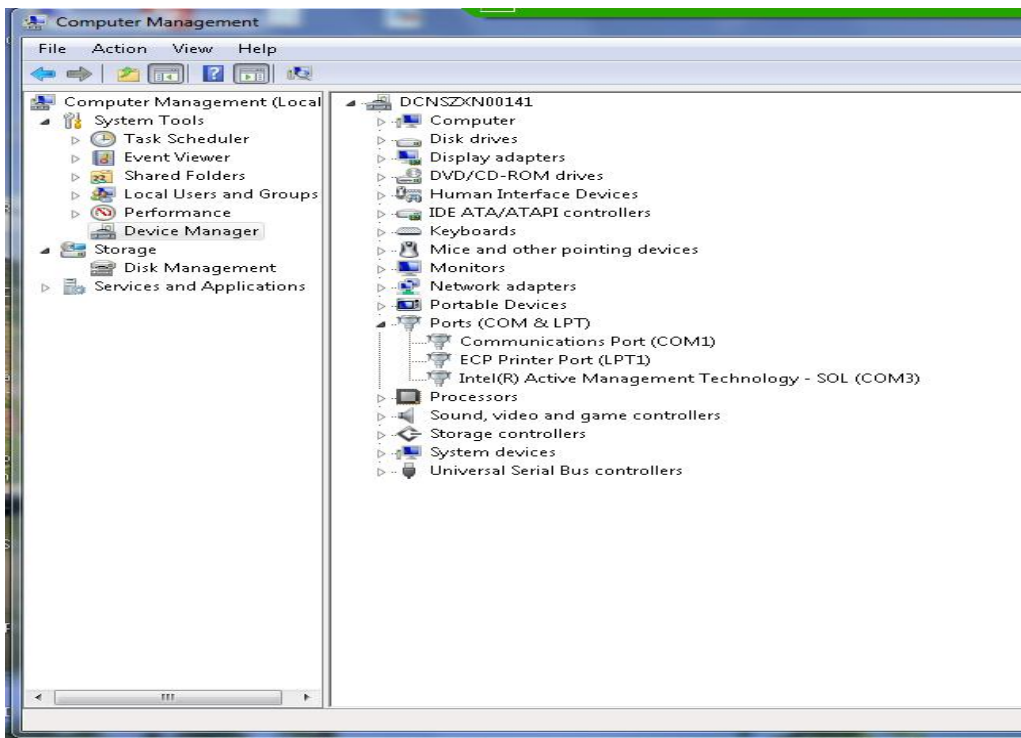 Computer Management
File Action View Help
Computer Management (Local
System Tools
Task Scheduler
Event Viewer
Shared Folders
Local Users and Groups
Performance
Device Manager
Storage
Disk Management
Services and Applications
DCNSZXN00141
Computer
Disk drives
Display adapters
DVD/CD-ROM drives
Human Interface Devices
IDE ATA/ATAPI controllers
Keyboards
Mice and other pointing devices
Monitors
Network adapters
Portable Devices
Ports (COM & LPT)
Communications Port (COM1)
ECP Printer Port (LPT1)
Intel(R) Active Management Technology - SOL (COM3)
Processors
Sound, video and game controllers
Storage controllers
System devices
Universal Serial Bus controllers